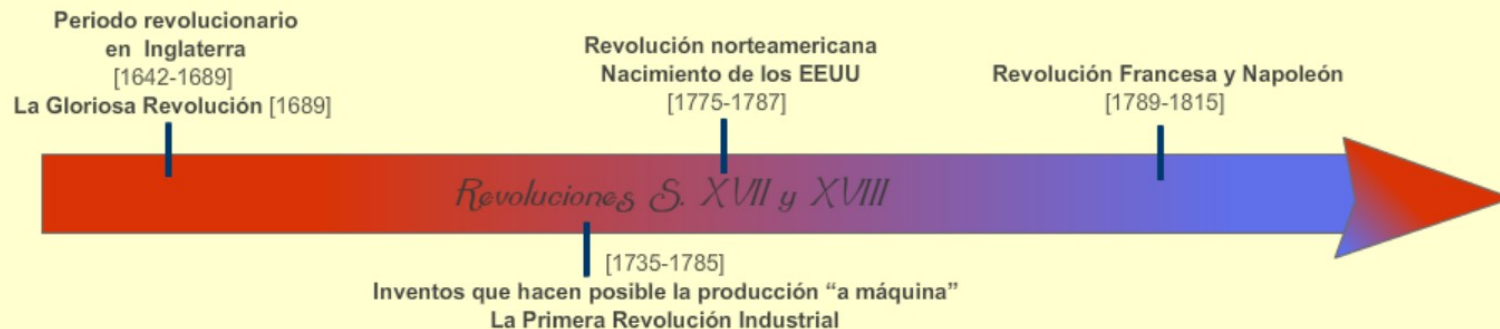 Periodo revolucionario
en Inglaterra
[1642-1689]
La Gloriosa Revolución [1689]
Revolución norteamericana
Nacimiento de los EEUU
[1775-1787]
Revolución Francesa y Napoleón
[1789-1815]
Revoluciones S. XVII y XVIII
[1735-1785]
Inventos que hacen posible la producción “a máquina”
La Primera Revolución Industrial